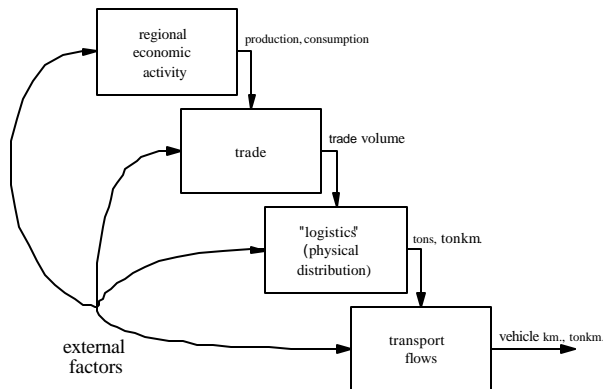 regional
economic
activity
production, consumption
trade
trade volume
"logistics"
(physical
distribution)
tons, tonkm.
transport
flows
vehicle km., tonkm.
external
factors